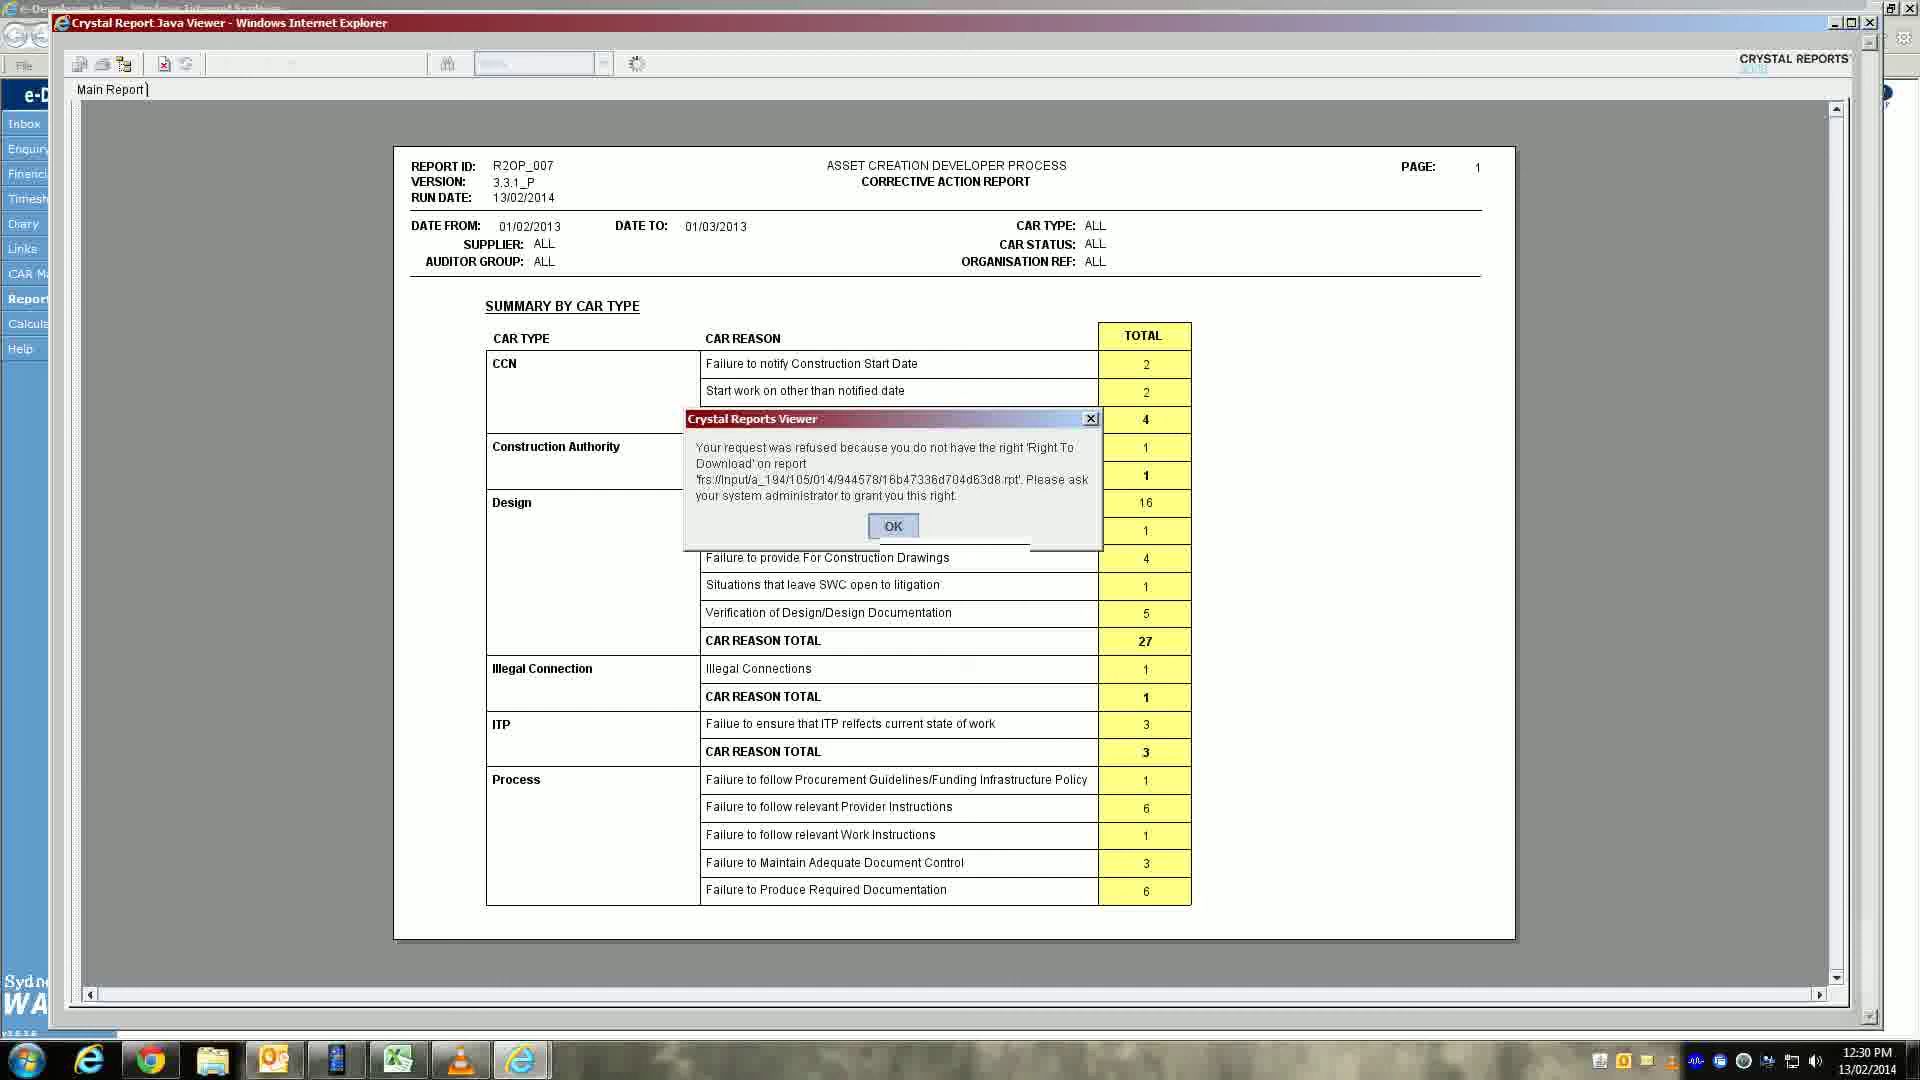 Crystal Report Java Viewer - Windows Internet Explorer
File
CRYSTAL REPORTS
Main Report
e-D
Inbox
Enquiry
Financi
Timesh
Diary
Links
CAR Ma
Report
Calcula
Help
REPORT ID: R2OP_007
ASSET CREATION DEVELOPER PROCESS
PAGE: 1
VERSION: 3.3.1_P
CORRECTIVE ACTION REPORT
RUN DATE: 13/02/2014
DATE FROM: 01/02/2013 DATE TO: 01/03/2013 CAR TYPE: ALL
SUPPLIER: ALL CAR STATUS: ALL
AUDITOR GROUP: ALL ORGANISATION REF: ALL
SUMMARY BY CAR TYPE
CAR TYPE CAR REASON TOTAL
CCN Failure to notify Construction Start Date 2
Start work on other than notified date 2
4
Construction Authority 1
1
Design 16
1
Crystal Reports Viewer
Your request was refused because you do not have the right 'Right To
Download' on report
'frs://Input/a_194/105/014/944578/16b47336d704d63d8.rpt'. Please ask
your system administrator to grant you this right.
OK
Failure to provide For Construction Drawings 4
Situations that leave SWC open to litigation 1
Verification of Design/Design Documentation 5
CAR REASON TOTAL 27
Illegal Connection Illegal Connections 1
CAR REASON TOTAL 1
ITP Failiue to ensure that ITP relfects current state of work 3
CAR REASON TOTAL 3
Process Failure to follow Procurement Guidelines/Funding Infrastructure Policy 1
Failure to follow relevant Provider Instructions 6
Failure to follow relevant Work Instructions 1
Failure to Maintain Adequate Document Control 3
Failure to Produce Required Documentation 6
Sydne
WA
12:30 PM
13/02/2014